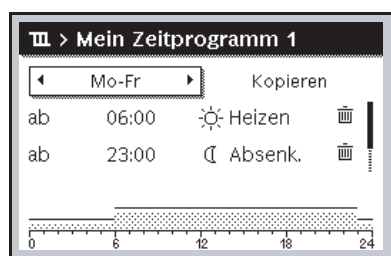 > Mein Zeitprogramm 1
Mo-Fr Kopieren
ab 06:00 Heizen
ab 23:00 Absenk.
0 6 12 18 24